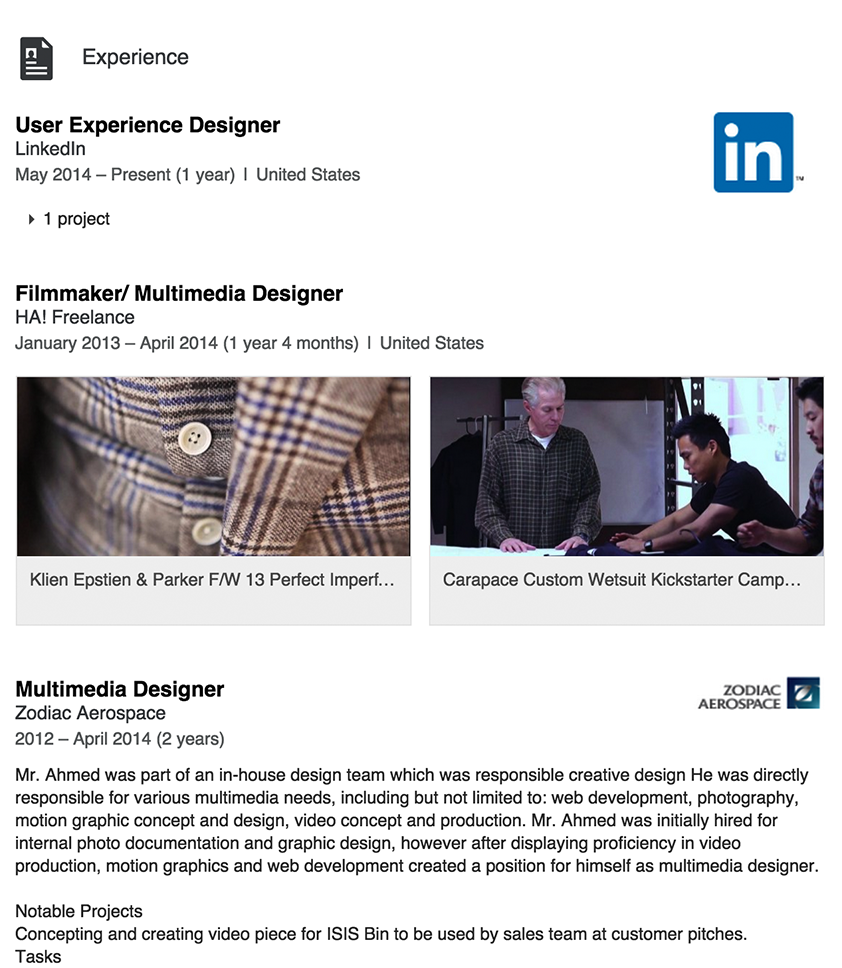 Experience
User Experience Designer
LinkedIn
May 2014 – Present (1 year) | United States
in ™
1 project
Filmmaker/ Multimedia Designer
HA! Freelance
January 2013 – April 2014 (1 year 4 months) | United States
Klien Epstien & Parker F/W 13 Perfect Imperf...
Carapace Custom Wetsuit Kickstarter Camp...
Multimedia Designer
Zodiac Aerospace
2012 – April 2014 (2 years)
ZODIAC
AEROSPACE
Mr. Ahmed was part of an in-house design team which was responsible creative design He was directly
responsible for various multimedia needs, including but not limited to: web development, photography,
motion graphic concept and design, video concept and production. Mr. Ahmed was initially hired for
internal photo documentation and graphic design, however after displaying proficiency in video
production, motion graphics and web development created a position for himself as multimedia designer.
Notable Projects
Concepting and creating video piece for ISIS Bin to be used by sales team at customer pitches.
Tasks